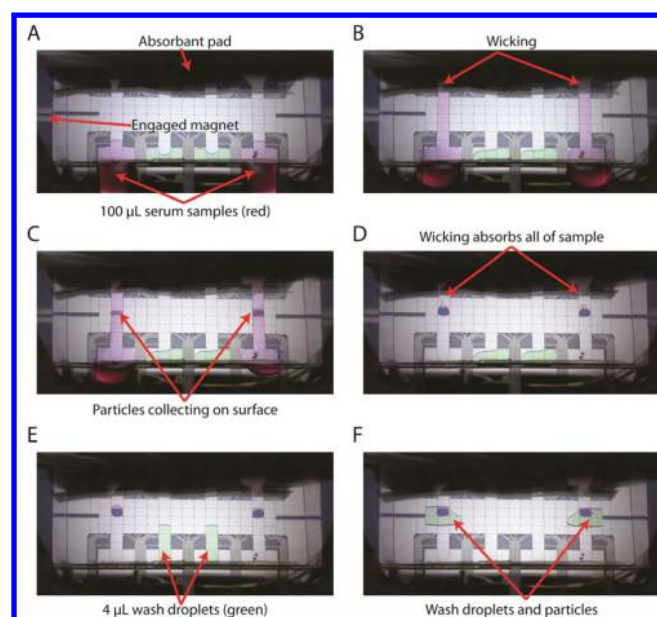 A
Absorbant pad
Engaged magnet
100 µL serum samples (red)
B
Wicking
C
Particles collecting on surface
D
Wicking absorbs all of sample
E
4 µL wash droplets (green)
F
Wash droplets and particles